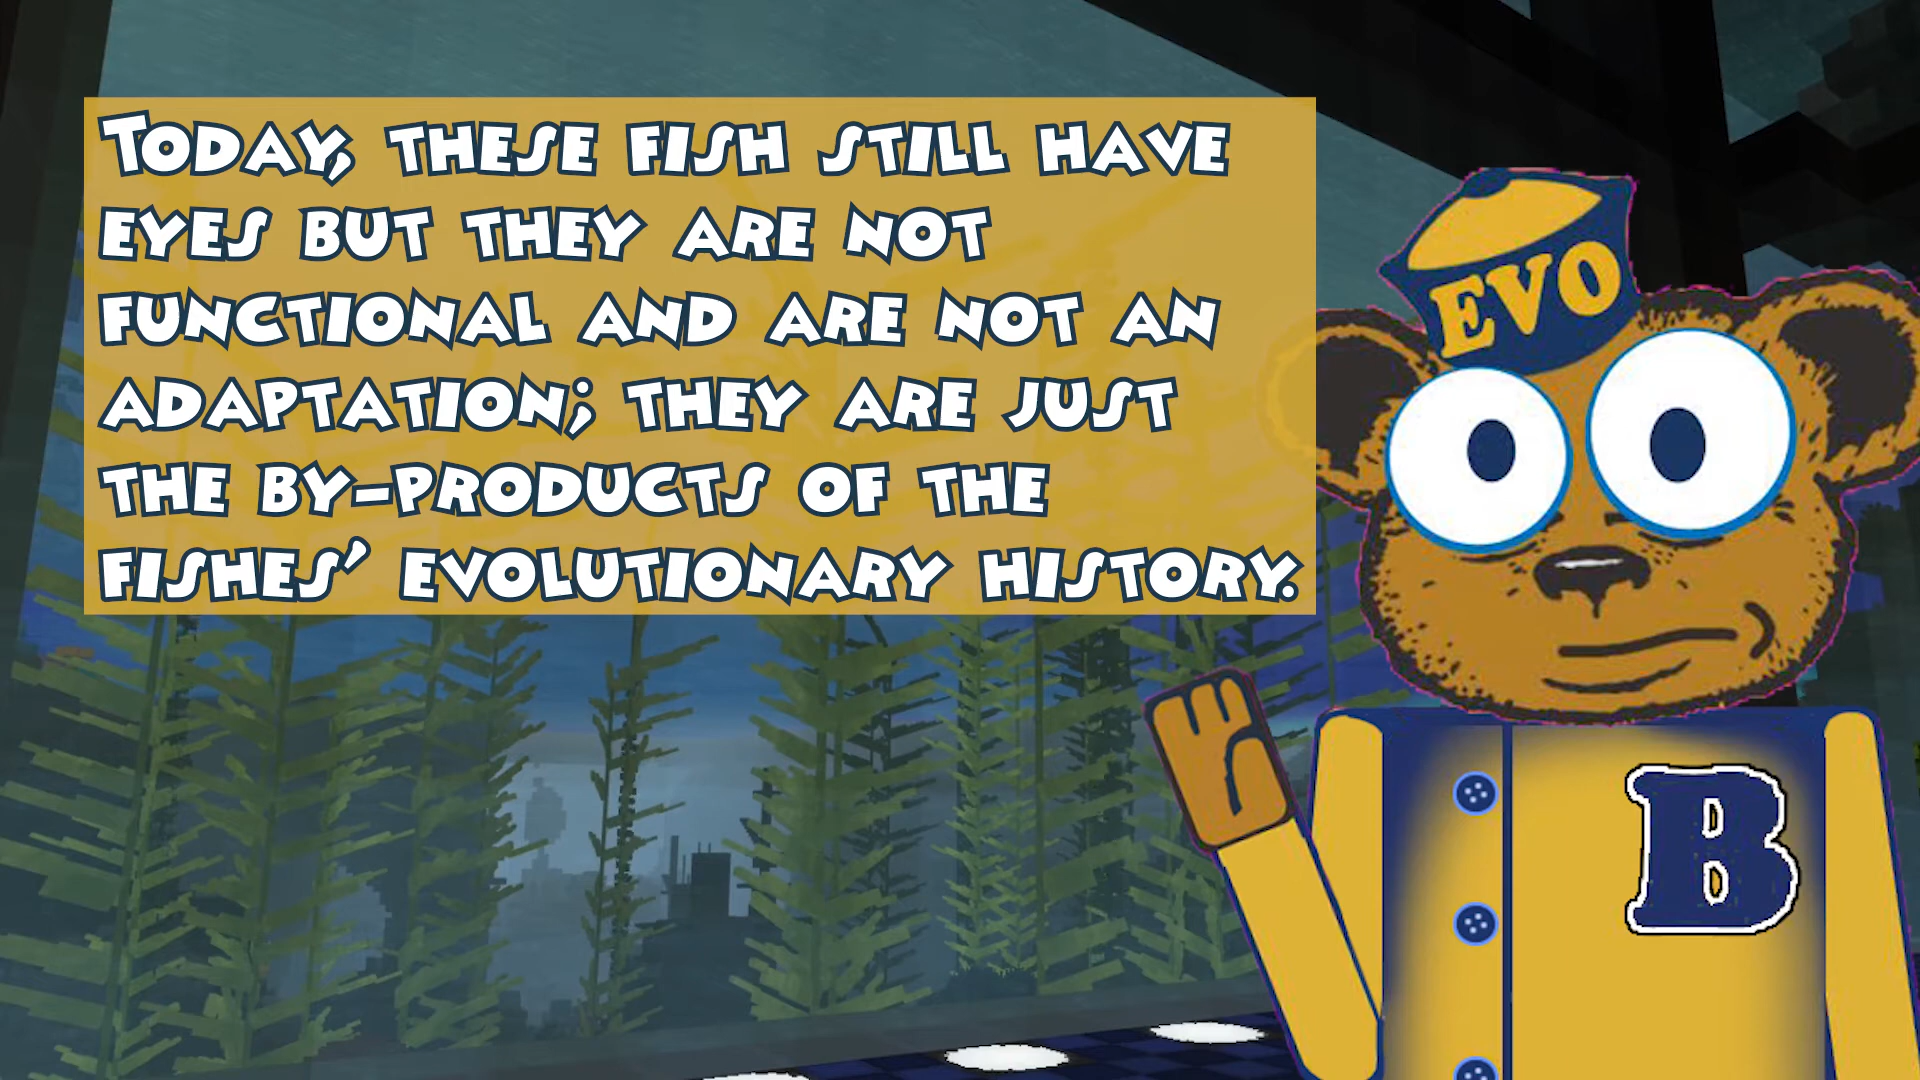 Today, these fish still have
eyes but they are not
functional and are not an
adaptation; they are just
the by-products of the
fishes' evolutionary history.
EVO
B